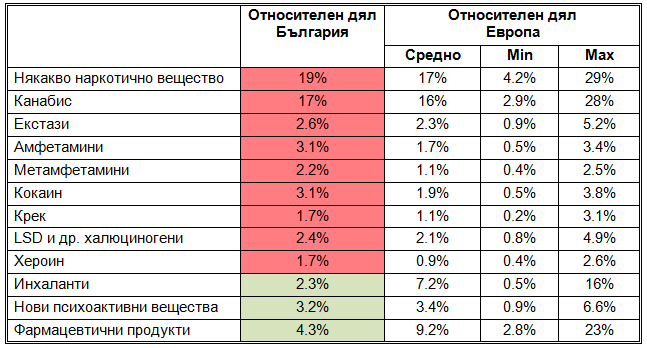 Относителен дял България Относителен дял Европа
Средно Min Max
Някакво наркотично вещество 19% 17% 4.2% 29%
Канабис 17% 16% 2.9% 28%
Екстази 2.6% 2.3% 0.9% 5.2%
Амфетамини 3.1% 1.7% 0.5% 3.4%
Метамфетамини 2.2% 1.1% 0.4% 2.5%
Кокаин 3.1% 1.9% 0.5% 3.8%
Крек 1.7% 1.1% 0.2% 3.1%
LSD и др. халюциногени 2.4% 2.1% 0.8% 4.9%
Хероин 1.7% 0.9% 0.4% 2.6%
Инхаланти 2.3% 7.2% 0.5% 16%
Нови психоактивни вещества 3.2% 3.4% 0.9% 6.6%
Фармацевтични продукти 4.3% 9.2% 2.8% 23%